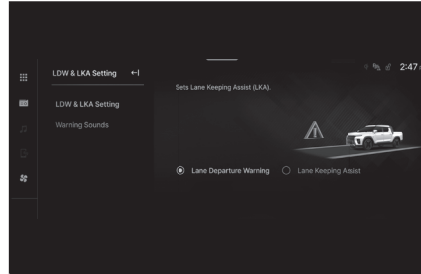 LDW & LKA Setting
2:47
Sets Lane Keeping Assist (LKA).
LDW & LKA Setting
Warning Sounds
Lane Departure Warning
Lane Keeping Assist